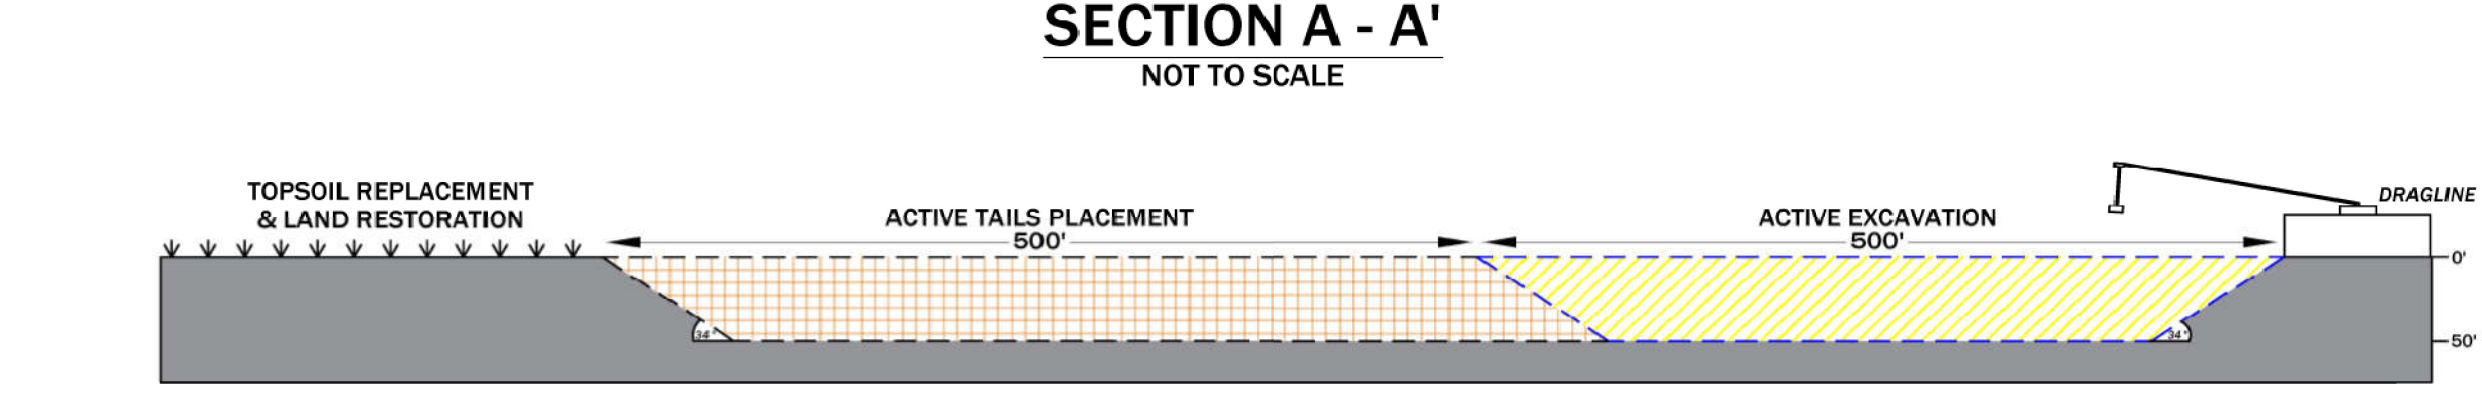 SECTION A - A'
NOT TO SCALE
TOPSOIL REPLACEMENT
& LAND RESTORATION
ACTIVE TAILS PLACEMENT
500'
ACTIVE EXCAVATION
500'
DRAGLINE
0'
34°
34°
50'